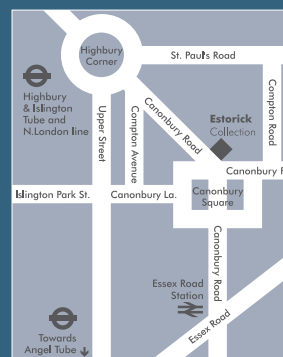 Highbury
Corner
St. Paul's Road
Highbury
& Islington
Tube and
N.London line
Upper Street
Compton Avenue
Canonbury Road
Estorick
Collection
Compton Road
Islington Park St.
Canonbury La.
Canonbury
Square
Canonbury
Canonbury Road
Essex Road
Station
Essex Road
Towards
Angel Tube